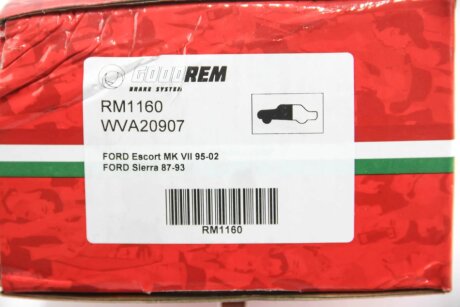 GOODREM
BRAKE SYSTEM
RM1160
WVA20907
FORD Escort MK VII 95-02
FORD Sierra 87-93
RM1160